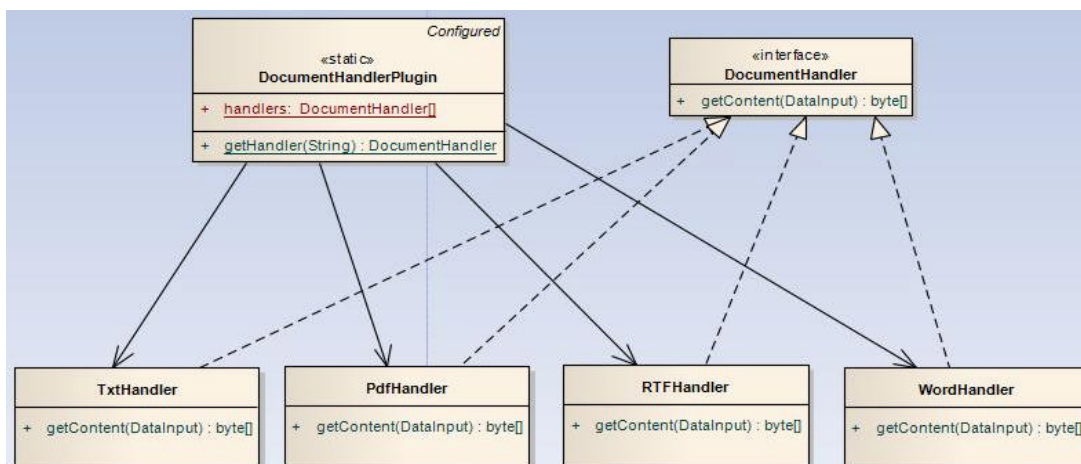 Configured
«static»
DocumentHandlerPlugin
+ handlers: DocumentHandler[]
+ getHandler(String) : DocumentHandler
«interface»
DocumentHandler
+ getContent(DataInput) : byte[]
TxtHandler
+ getContent(DataInput) : byte[]
PdfHandler
+ getContent(DataInput) : byte[]
RTFHandler
+ getContent(DataInput) : byte[]
WordHandler
+ getContent(DataInput) : byte[]